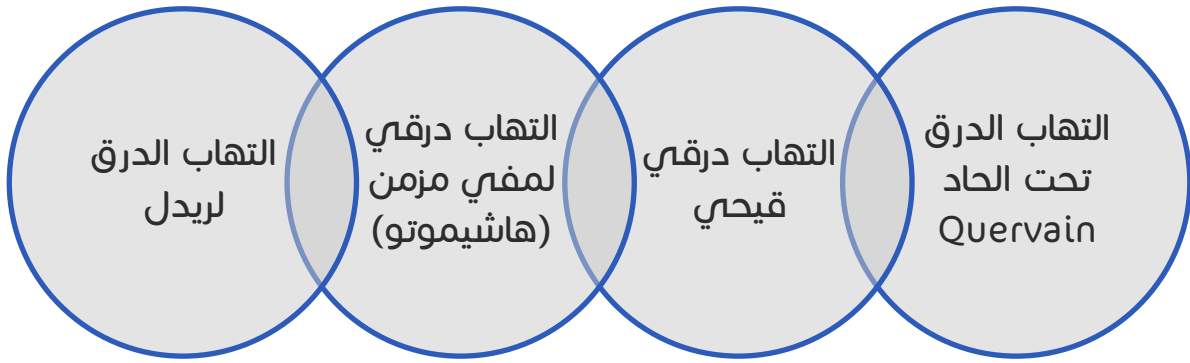 التهاب الدرق
تحت الحاد
Quervain
التهاب درقي
قيحي
التهاب درقي
لمفي مزمن
(هاشيموتو)
التهاب الدرق
لريدل